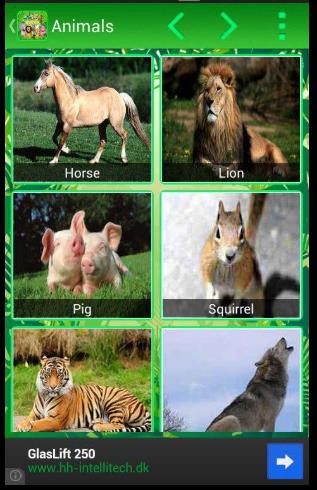 Animals
Horse
Lion
Pig
Squirrel
GlasLift 250
www.hh-intellitech.dk